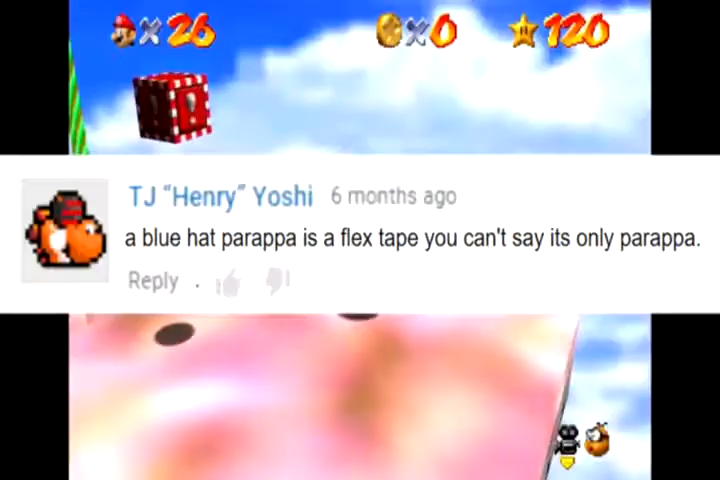 ×26 ×0 120
TJ "Henry" Yoshi 6 months ago
a blue hat parappa is a flex tape you can't say its only parappa.
Reply